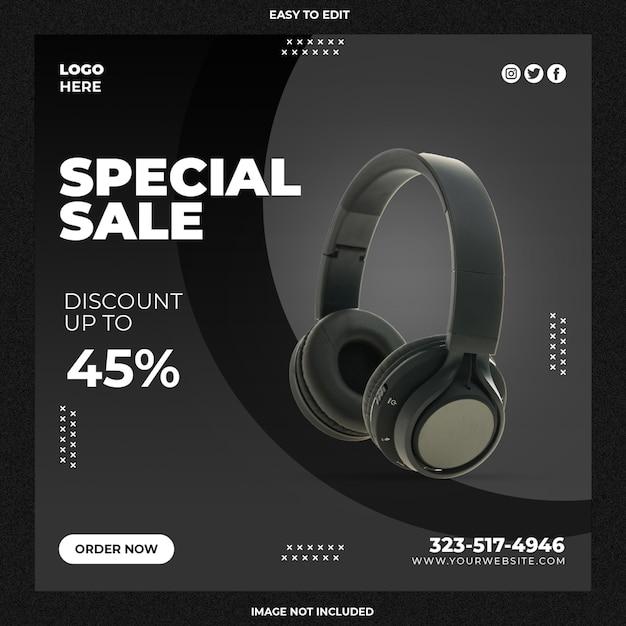 EASY TO EDIT
LOGO
HERE
SPECIAL
SALE
DISCOUNT
UP TO
45%
ORDER NOW
323-517-4946
WWW.YOURWEBSITE.COM
IMAGE NOT INCLUDED